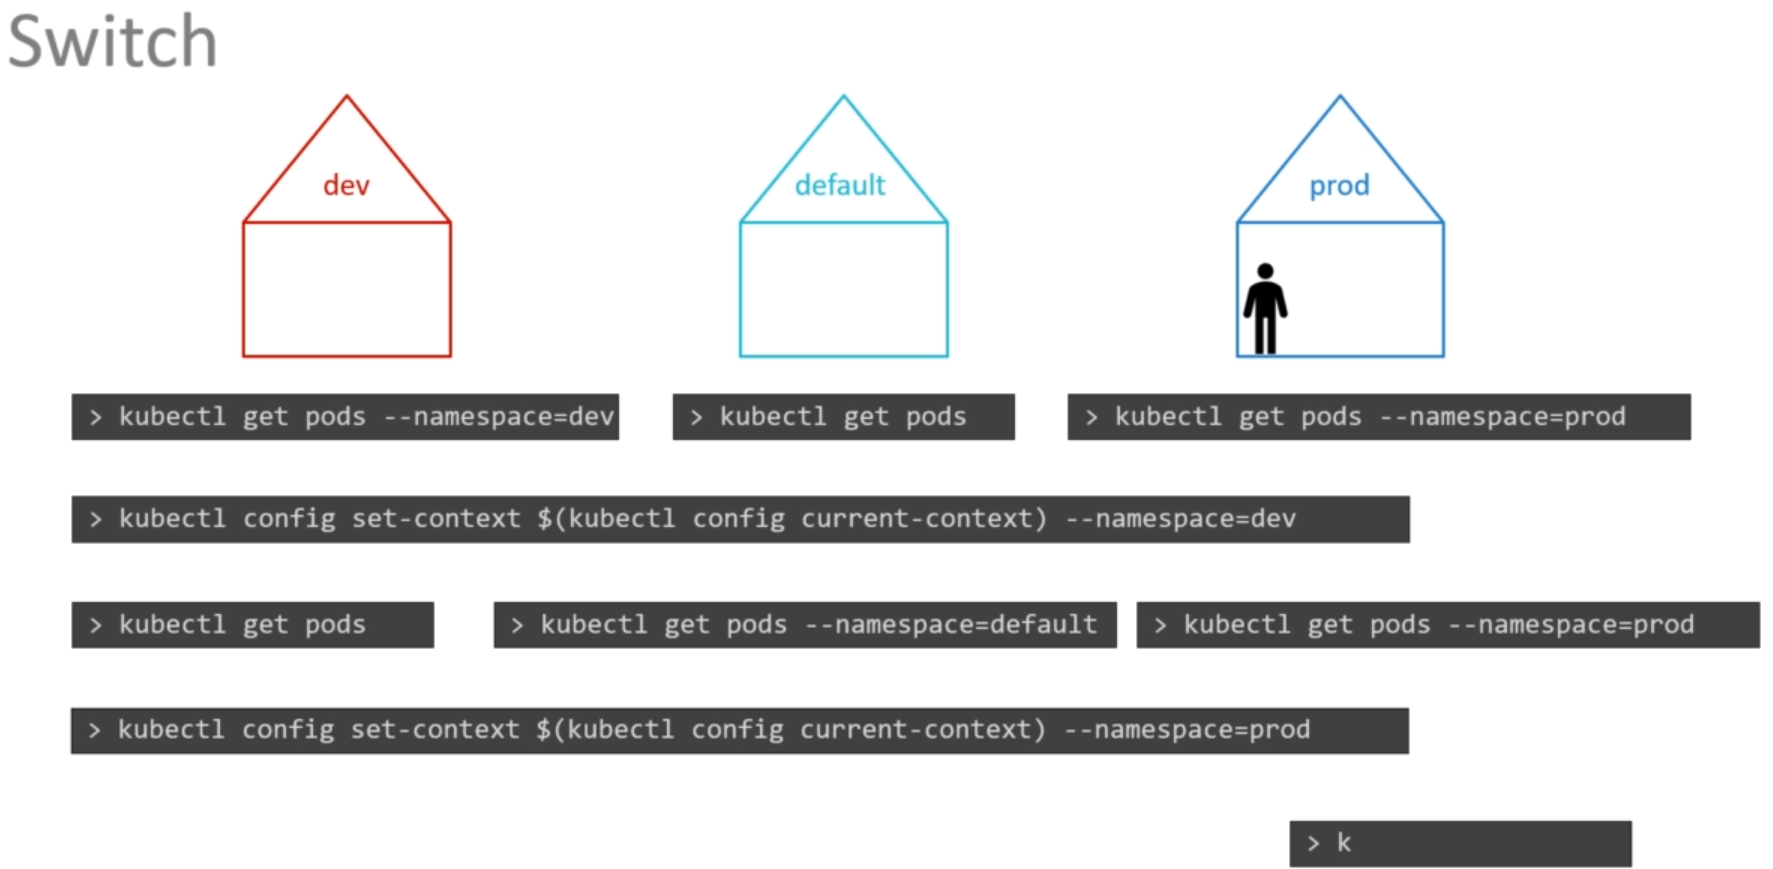 Switch
dev
default
prod
> kubectl get pods --namespace=dev
> kubectl get pods
> kubectl get pods --namespace=prod
> kubectl config set-context $(kubectl config current-context) --namespace=dev
> kubectl get pods
> kubectl get pods --namespace=default
> kubectl get pods --namespace=prod
> kubectl config set-context $(kubectl config current-context) --namespace=prod
> k